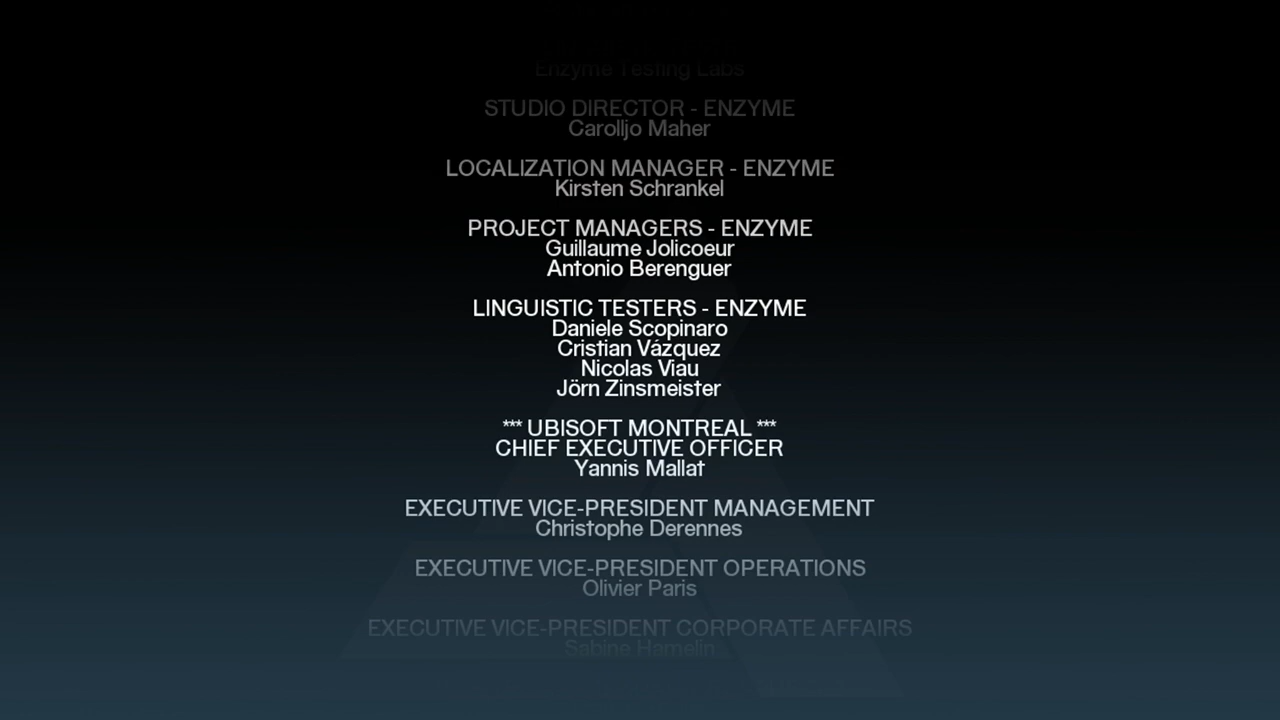 Enzyme Testing Labs
STUDIO DIRECTOR - ENZYME
Carolljo Maher
LOCALIZATION MANAGER - ENZYME
Kirsten Schrankel
PROJECT MANAGERS - ENZYME
Guillaume Jolicoeur
Antonio Berenguer
LINGUISTIC TESTERS - ENZYME
Daniele Scopinaro
Cristian Vázquez
Nicolas Viau
Jörn Zinsmeister
*** UBISOFT MONTREAL ***
CHIEF EXECUTIVE OFFICER
Yannis Mallat
EXECUTIVE VICE-PRESIDENT MANAGEMENT
Christophe Derennes
EXECUTIVE VICE-PRESIDENT OPERATIONS
Olivier Paris
EXECUTIVE VICE-PRESIDENT CORPORATE AFFAIRS
Sabine Hamelin